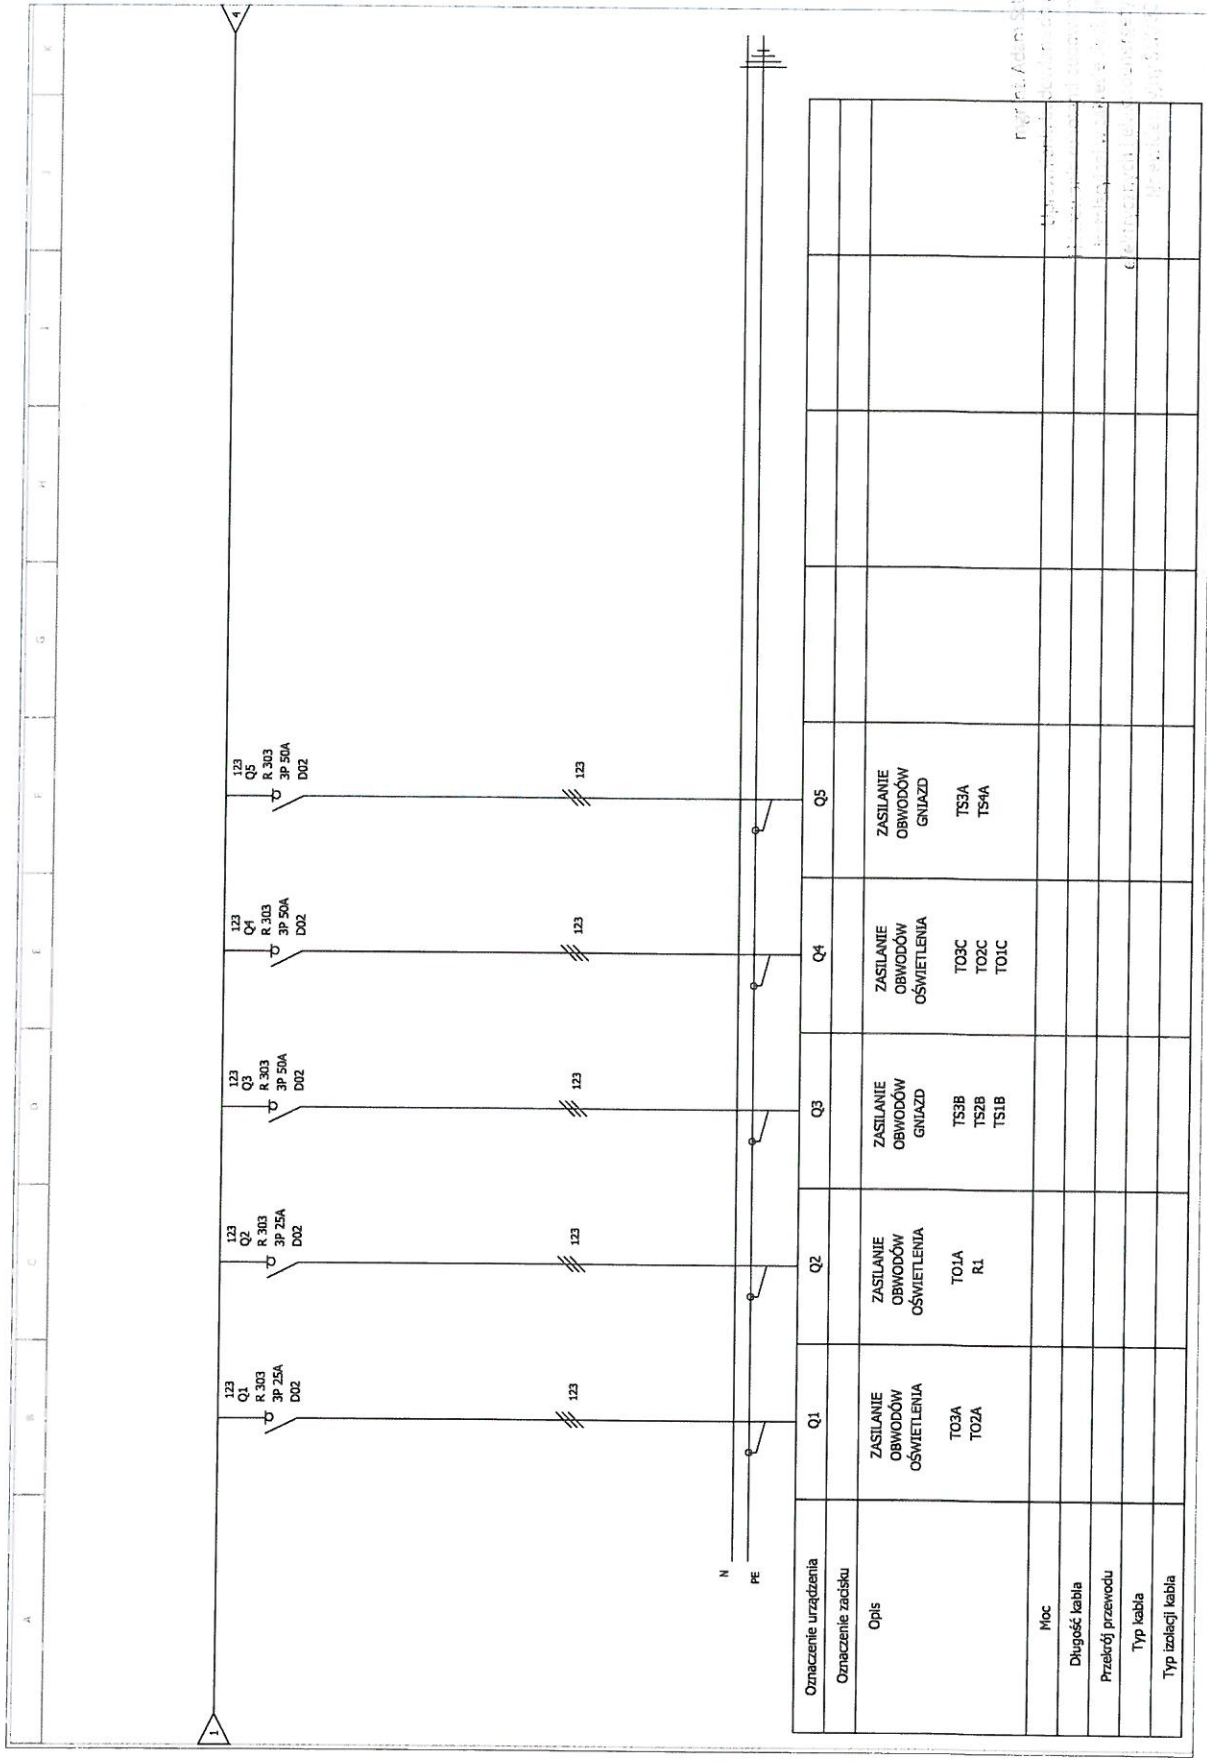 A
B
C
D
E
F
G
H
I
J
K
1
4
123
Q1
R 303
3P 25A
D02
123
Q2
R 303
3P 25A
D02
123
Q3
R 303
3P 50A
D02
123
Q4
R 303
3P 50A
D02
123
Q5
R 303
3P 50A
D02
123
123
123
123
123
N
PE
Oznaczenie urządzenia
Q1
Q2
Q3
Q4
Q5
Oznaczenie zacisku
Opis
ZASILANIE
OBWODÓW
OŚWIETLENIA
TO3A
TO2A
ZASILANIE
OBWODÓW
OŚWIETLENIA
TO1A
R1
ZASILANIE
OBWODÓW
GNIAZD
TS3B
TS2B
TS1B
ZASILANIE
OBWODÓW
OŚWIETLENIA
TO3C
TO2C
TO1C
ZASILANIE
OBWODÓW
GNIAZD
TS3A
TS4A
Moc
Długość kabla
Przekrój przewodu
Typ kabla
Typ izolacji kabla